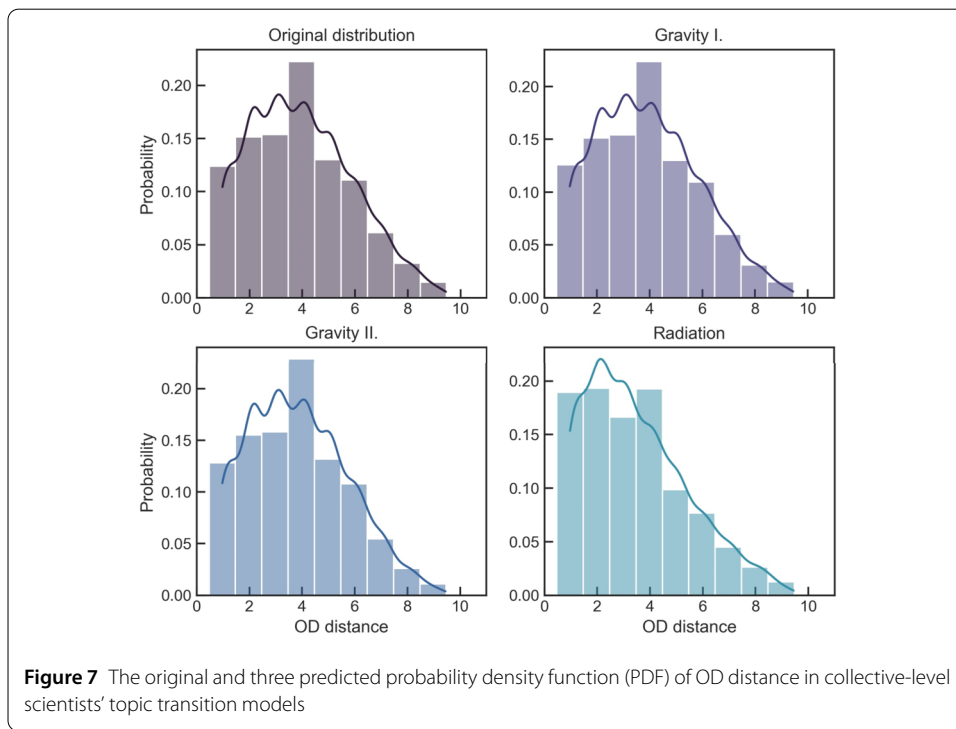 Original distribution
Gravity I.
Probability
0.20
0.15
0.10
0.05
0.00
0 2 4 6 8 10
0.20
0.15
0.10
0.05
0.00
0 2 4 6 8 10
Gravity II.
Radiation
Probability
0.20
0.15
0.10
0.05
0.00
0 2 4 6 8 10
OD distance
0.20
0.15
0.10
0.05
0.00
0 2 4 6 8 10
OD distance
Figure 7 The original and three predicted probability density function (PDF) of OD distance in collective-level
scientists' topic transition models